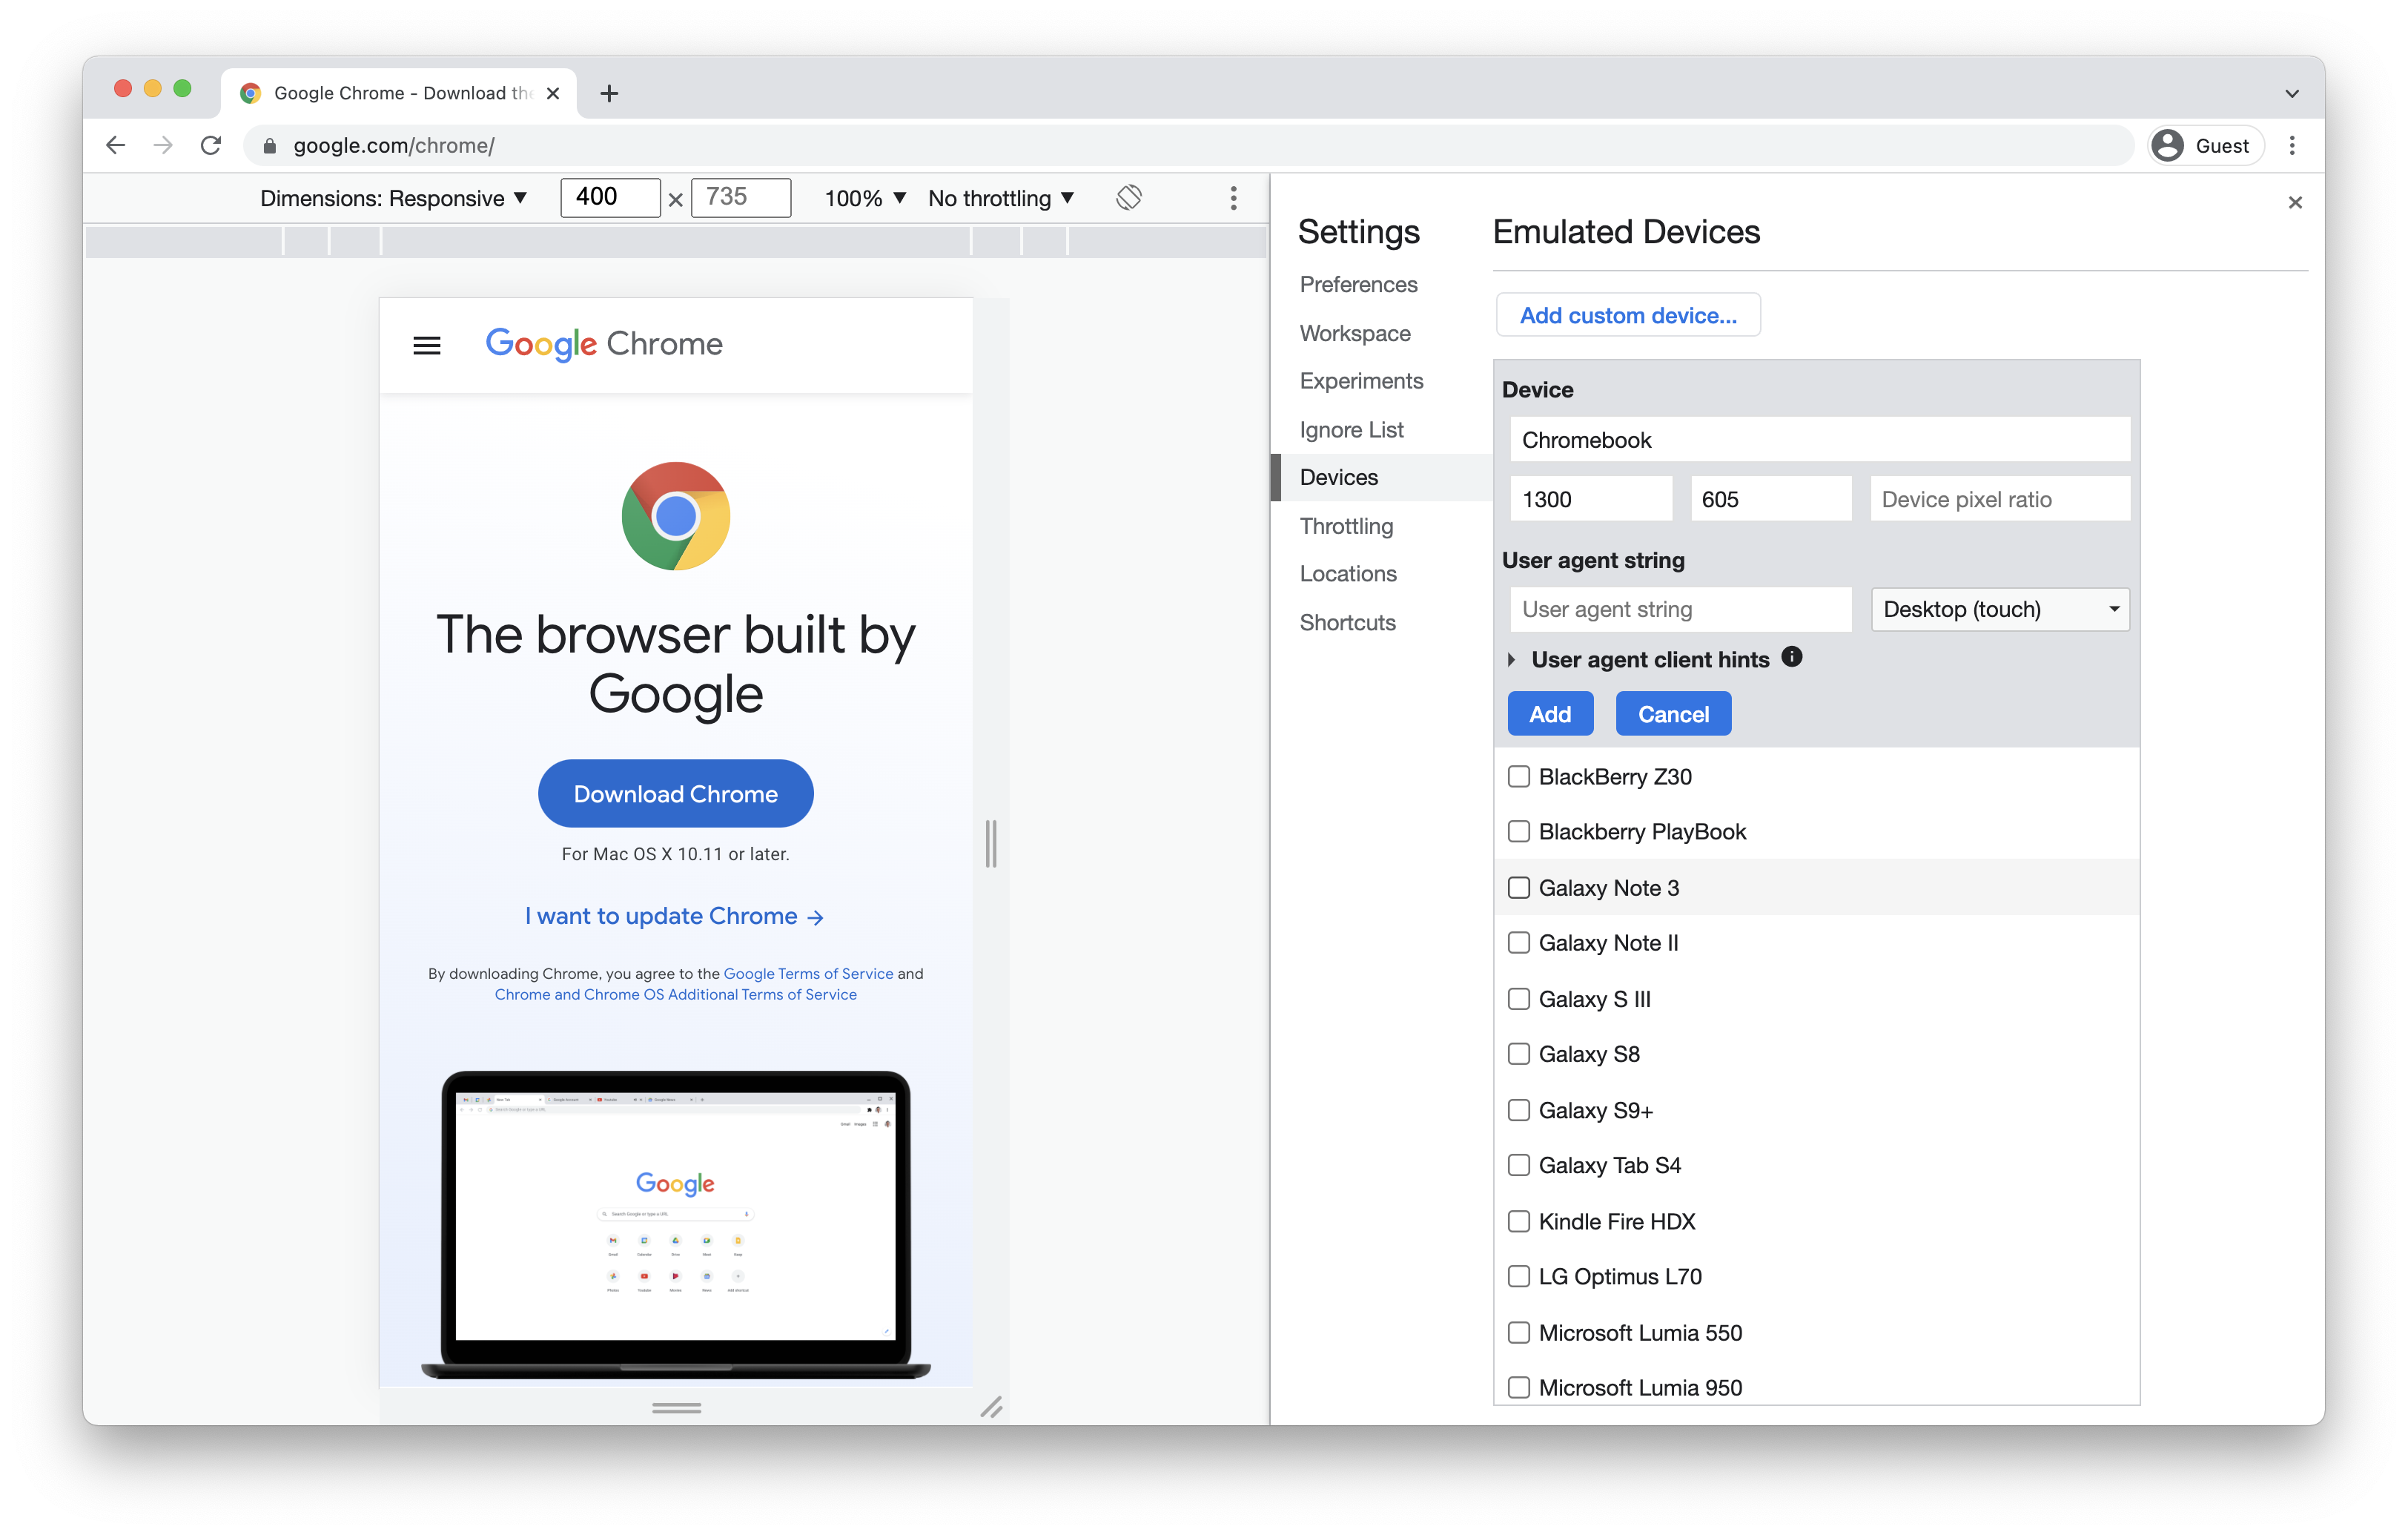 Google Chrome - Download the
google.com/chrome/
Guest
Dimensions: Responsive ▼ 400 × 735 100% ▼ No throttling ▼
Google Chrome
The browser built by
Google
Download Chrome
For Mac OS X 10.11 or later.
I want to update Chrome →
By downloading Chrome, you agree to the Google Terms of Service and
Chrome and Chrome OS Additional Terms of Service
Google
Search Google or type a URL
Settings
Preferences
Workspace
Experiments
Ignore List
Devices
Throttling
Locations
Shortcuts
Emulated Devices
Add custom device...
Device
Chromebook
1300 605 Device pixel ratio
User agent string
User agent string Desktop (touch)
User agent client hints
Add Cancel
BlackBerry Z30
Blackberry PlayBook
Galaxy Note 3
Galaxy Note II
Galaxy S III
Galaxy S8
Galaxy S9+
Galaxy Tab S4
Kindle Fire HDX
LG Optimus L70
Microsoft Lumia 550
Microsoft Lumia 950